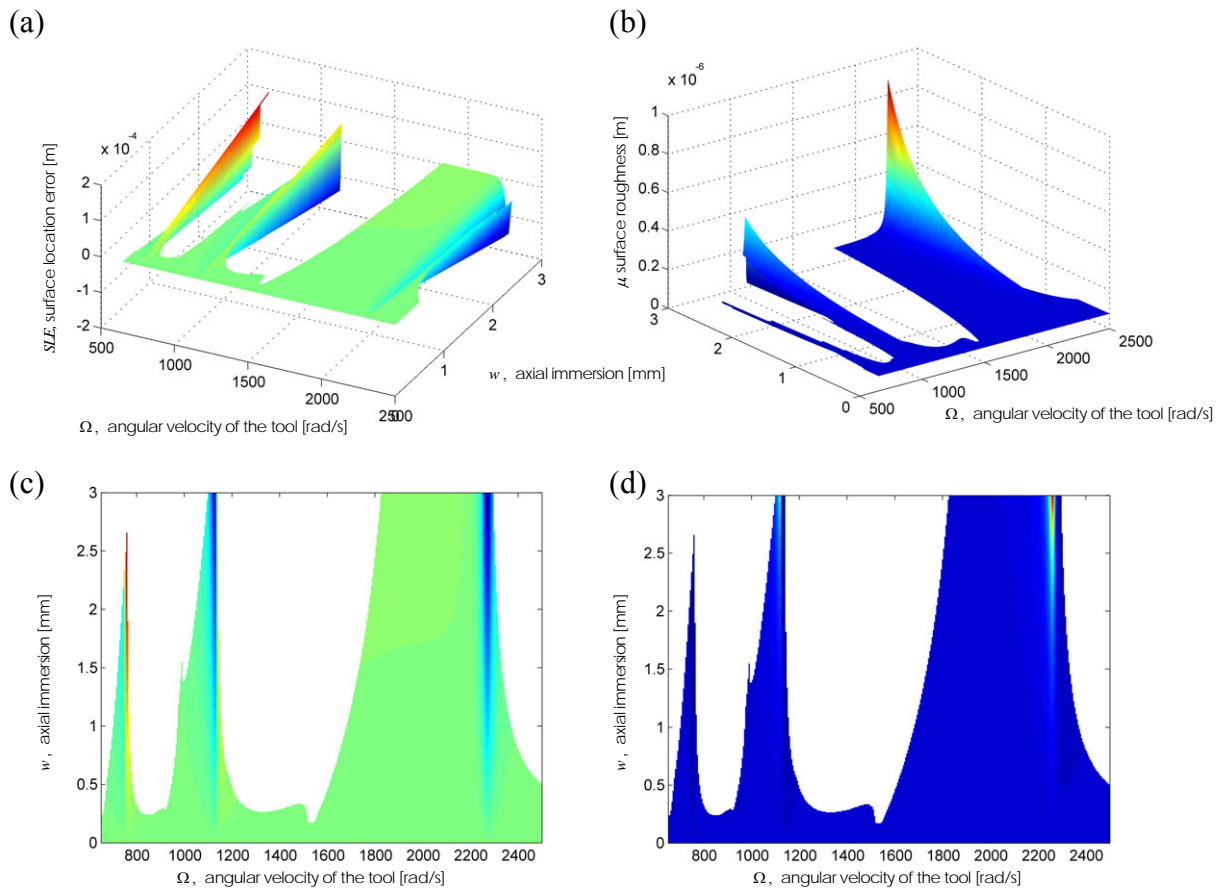 (a)
(b)
× 10⁻⁴
SLE, surface location error [m]
2
1
0
-1
-2
500
1000
1500
2000
2500
0
1
2
3
w, axial immersion [mm]
Ω, angular velocity of the tool [rad/s]
× 10⁻⁶
μ surface roughness [m]
1
0.8
0.6
0.4
0.2
0
3
2
1
0
500
1000
1500
2000
2500
w, axial immersion [mm]
Ω, angular velocity of the tool [rad/s]
(c)
(d)
w, axial immersion [mm]
3
2.5
2
1.5
1
0.5
0
800 1000 1200 1400 1600 1800 2000 2200 2400
Ω, angular velocity of the tool [rad/s]
w, axial immersion [mm]
3
2.5
2
1.5
1
0.5
0
800 1000 1200 1400 1600 1800 2000 2200 2400
Ω, angular velocity of the tool [rad/s]